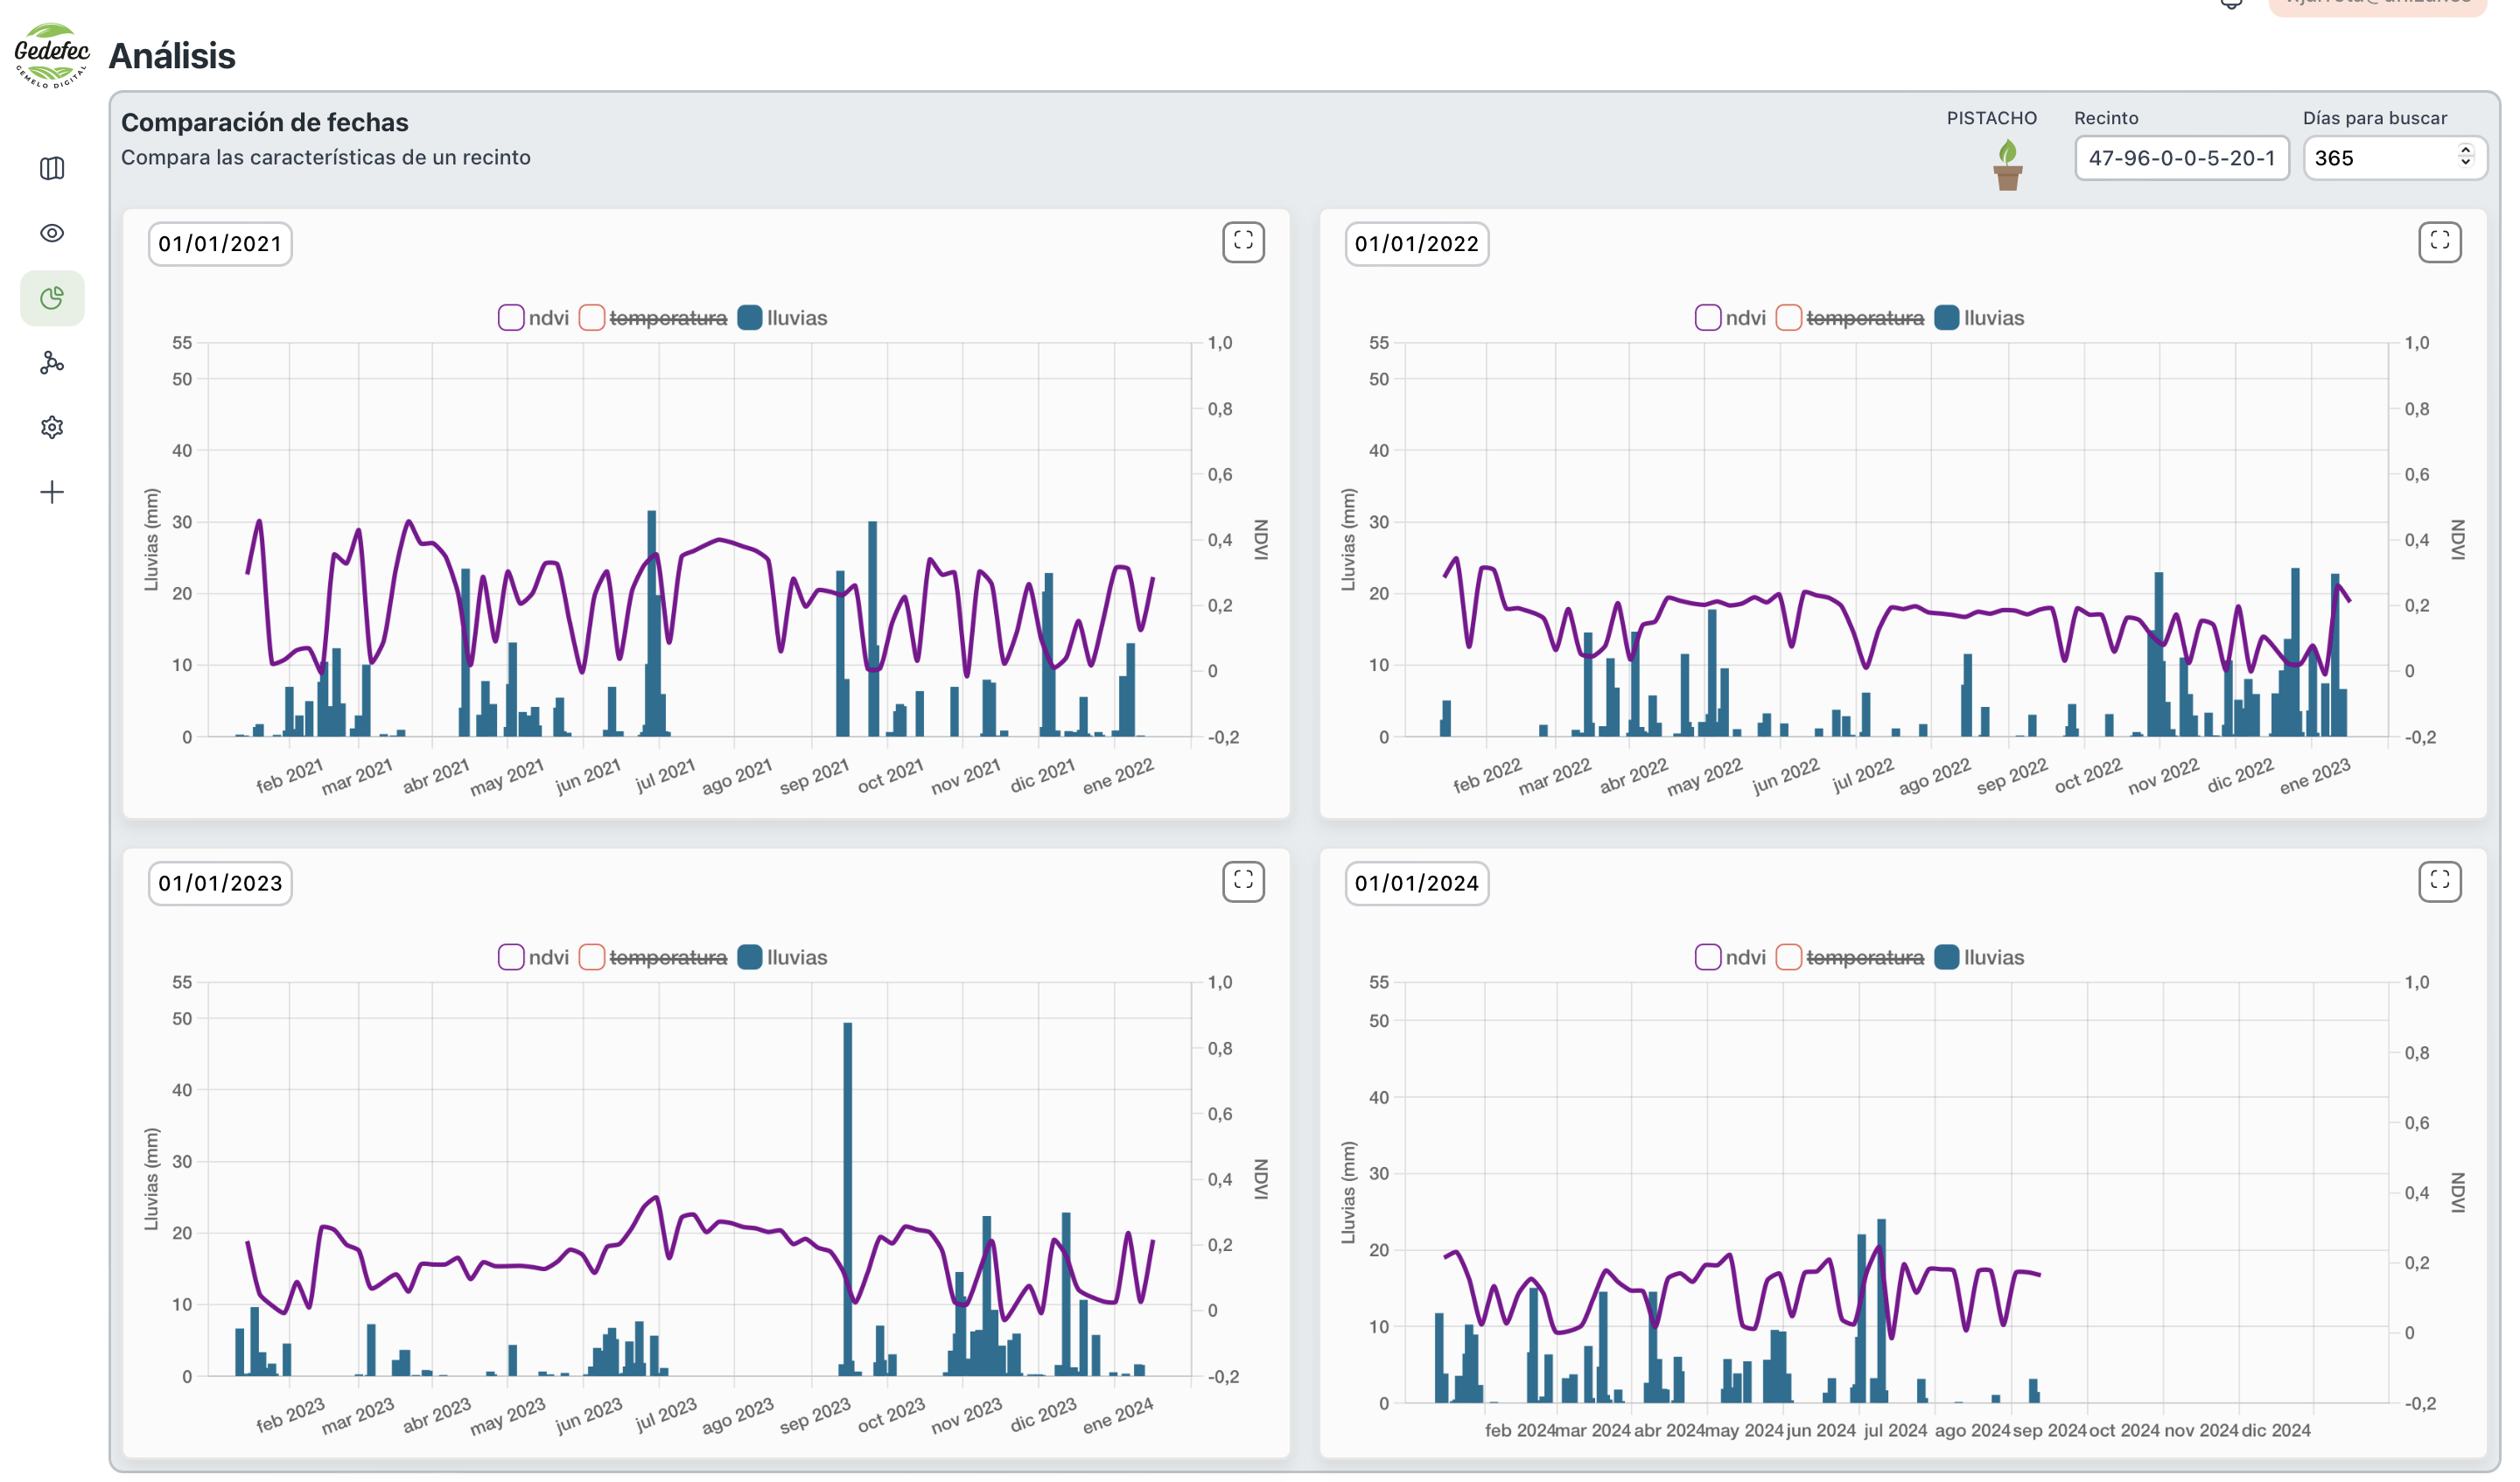 Gedefec
GEMELO DIGITAL
Análisis
Comparación de fechas
Compara las características de un recinto
PISTACHO
Recinto
47-96-0-0-5-20-1
Días para buscar
365
01/01/2021
ndvi temperatura lluvias
55
50
40
30
20
10
0
Lluvias (mm)
1,0
0,8
0,6
0,4
0,2
0
-0,2
NDVI
feb 2021 mar 2021 abr 2021 may 2021 jun 2021 jul 2021 ago 2021 sep 2021 oct 2021 nov 2021 dic 2021 ene 2022
01/01/2022
ndvi temperatura lluvias
55
50
40
30
20
10
0
Lluvias (mm)
1,0
0,8
0,6
0,4
0,2
0
-0,2
NDVI
feb 2022 mar 2022 abr 2022 may 2022 jun 2022 jul 2022 ago 2022 sep 2022 oct 2022 nov 2022 dic 2022 ene 2023
01/01/2023
ndvi temperatura lluvias
55
50
40
30
20
10
0
Lluvias (mm)
1,0
0,8
0,6
0,4
0,2
0
-0,2
NDVI
feb 2023 mar 2023 abr 2023 may 2023 jun 2023 jul 2023 ago 2023 sep 2023 oct 2023 nov 2023 dic 2023 ene 2024
01/01/2024
ndvi temperatura lluvias
55
50
40
30
20
10
0
Lluvias (mm)
1,0
0,8
0,6
0,4
0,2
0
-0,2
NDVI
feb 2024 mar 2024 abr 2024 may 2024 jun 2024 jul 2024 ago 2024 sep 2024 oct 2024 nov 2024 dic 2024